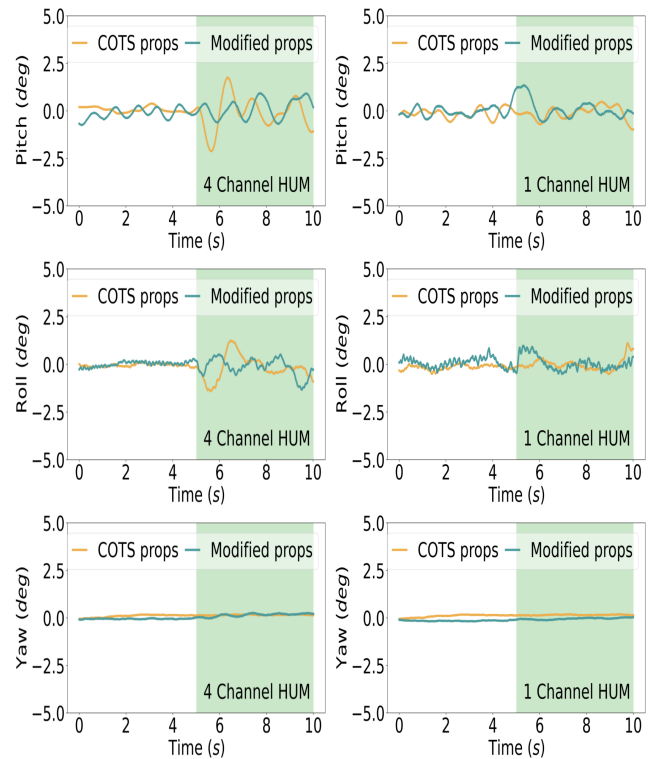 5.0
2.5
0.0
−2.5
−5.0
Pitch (deg)
COTS props
Modified props
4 Channel HUM
0 2 4 6 8 10
Time (s)
5.0
2.5
0.0
−2.5
−5.0
Pitch (deg)
COTS props
Modified props
1 Channel HUM
0 2 4 6 8 10
Time (s)
5.0
2.5
0.0
−2.5
−5.0
Roll (deg)
COTS props
Modified props
4 Channel HUM
0 2 4 6 8 10
Time (s)
5.0
2.5
0.0
−2.5
−5.0
Roll (deg)
COTS props
Modified props
1 Channel HUM
0 2 4 6 8 10
Time (s)
5.0
2.5
0.0
−2.5
−5.0
Yaw (deg)
COTS props
Modified props
4 Channel HUM
0 2 4 6 8 10
Time (s)
5.0
2.5
0.0
−2.5
−5.0
Yaw (deg)
COTS props
Modified props
1 Channel HUM
0 2 4 6 8 10
Time (s)